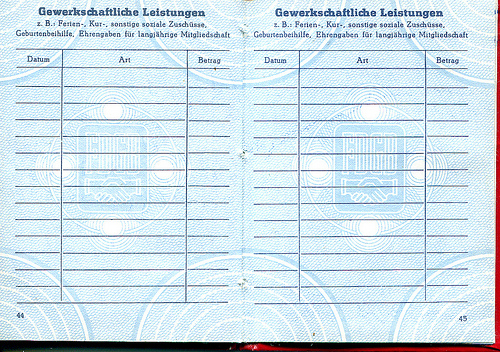 Gewerkschaftliche Leistungen
z. B.: Ferien-, Kur-, sonstige soziale Zuschüsse,
Geburtenbeihilfe, Ehrengaben für langjährige Mitgliedschaft
Datum Art Betrag
44
Gewerkschaftliche Leistungen
z. B.: Ferien-, Kur-, sonstige soziale Zuschüsse,
Geburtenbeihilfe, Ehrengaben für langjährige Mitgliedschaft
Datum Art Betrag
45